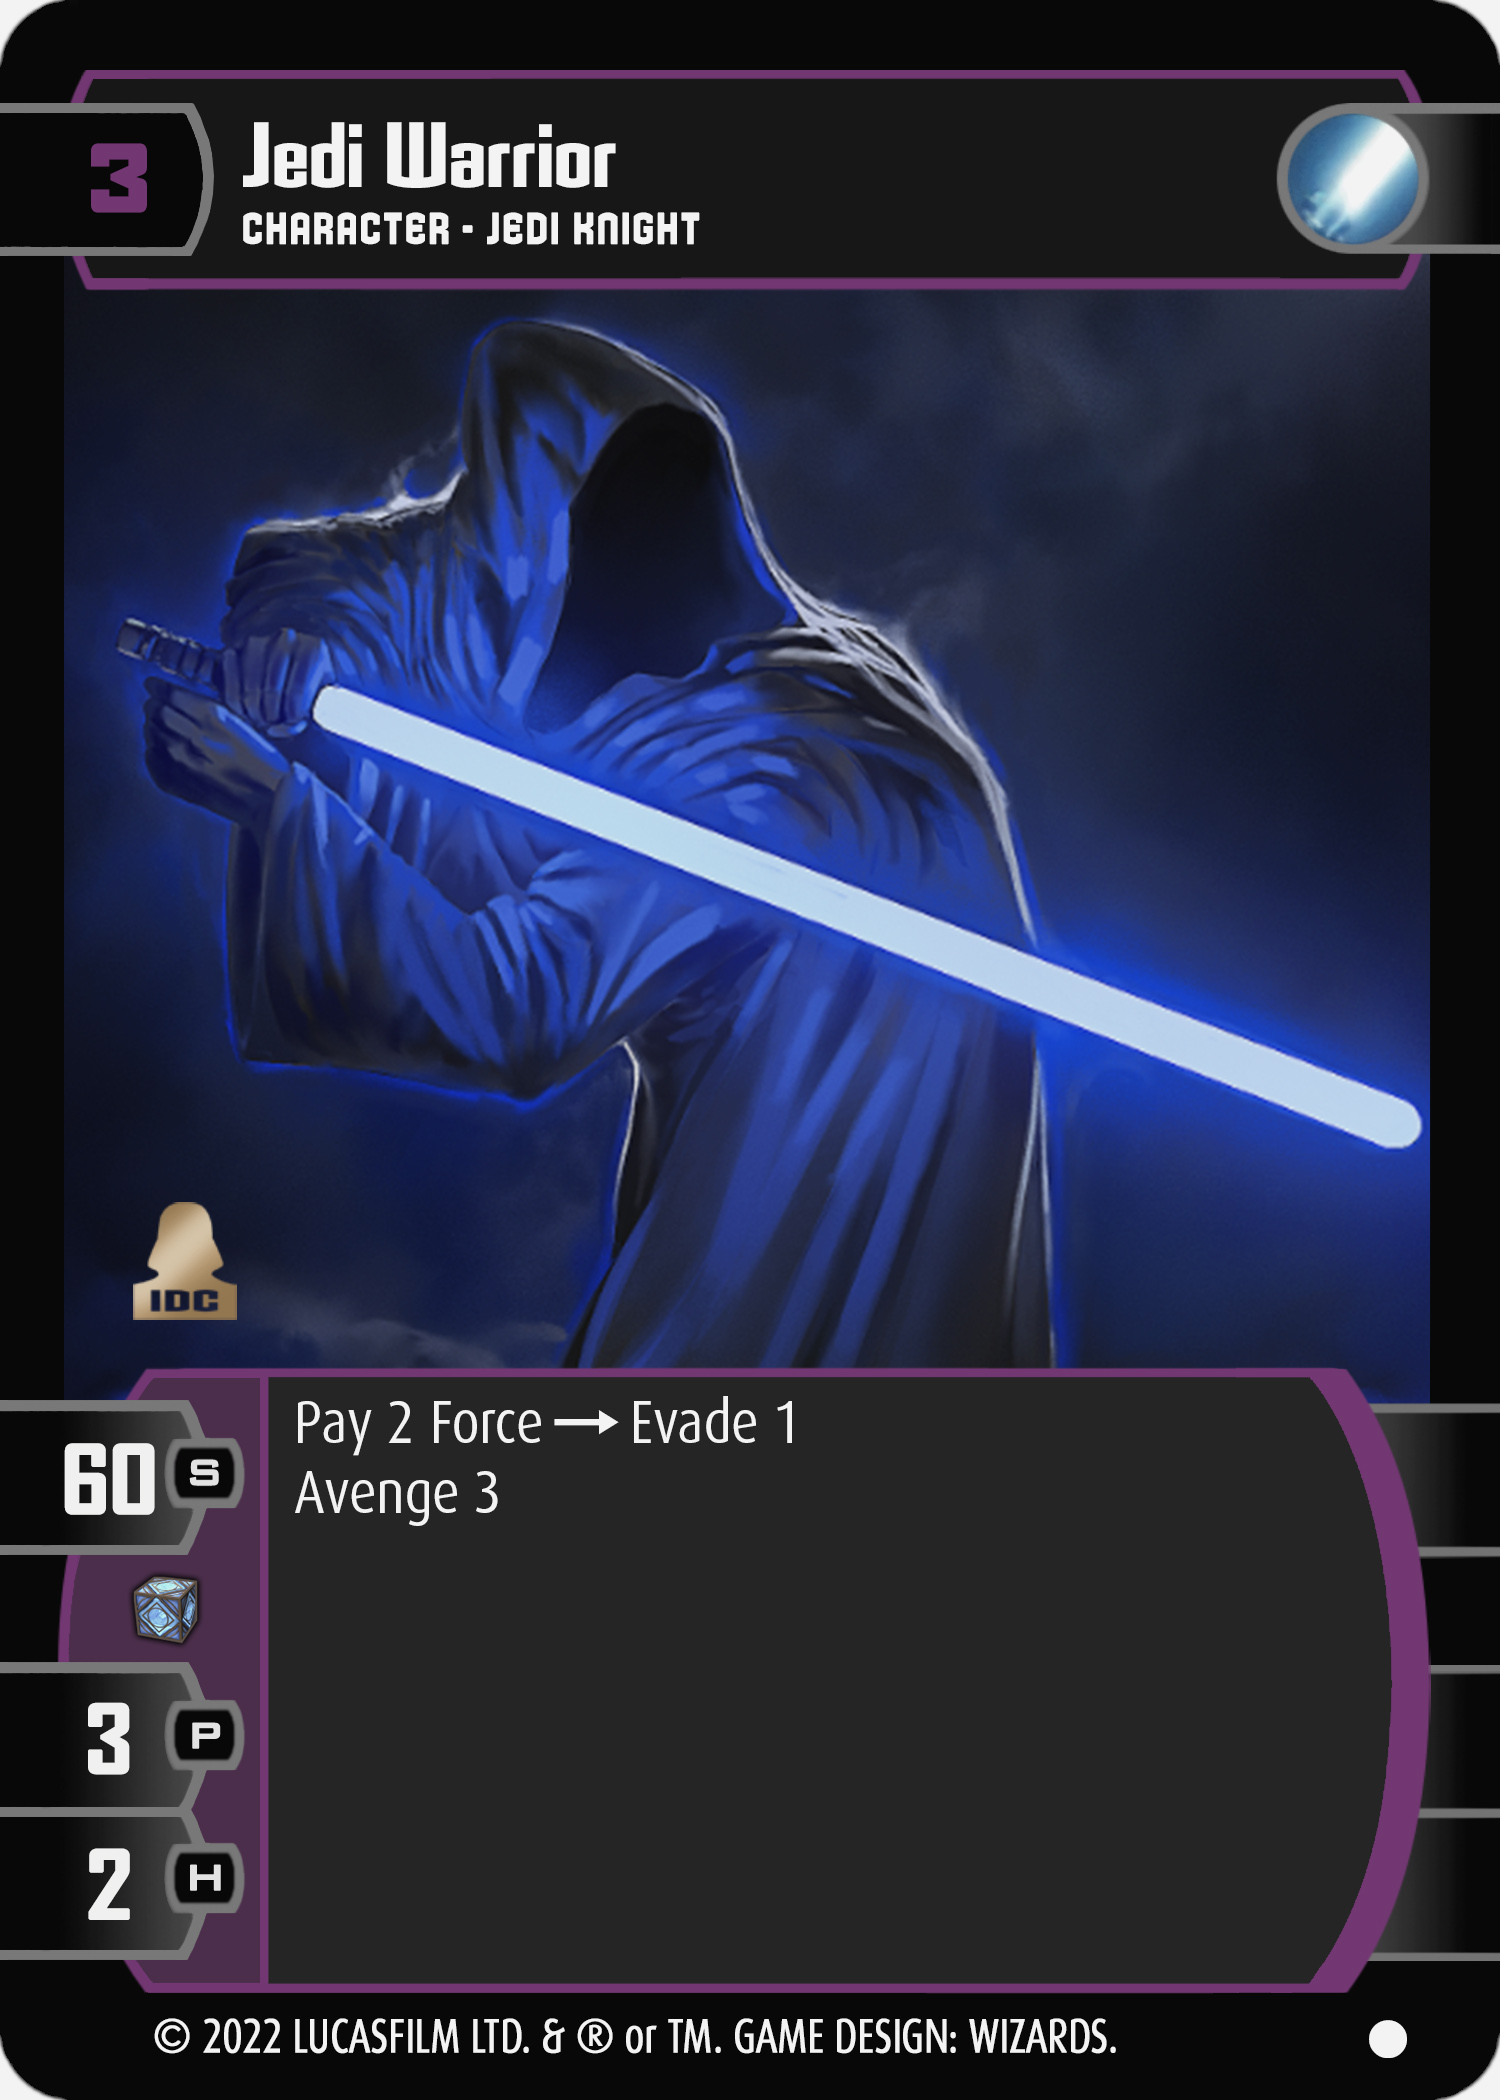 3
Jedi Warrior
CHARACTER - JEDI KNIGHT
IDC
60 S
Pay 2 Force → Evade 1
Avenge 3
3 P
2 H
© 2022 LUCASFILM LTD. & ® or TM. GAME DESIGN: WIZARDS.